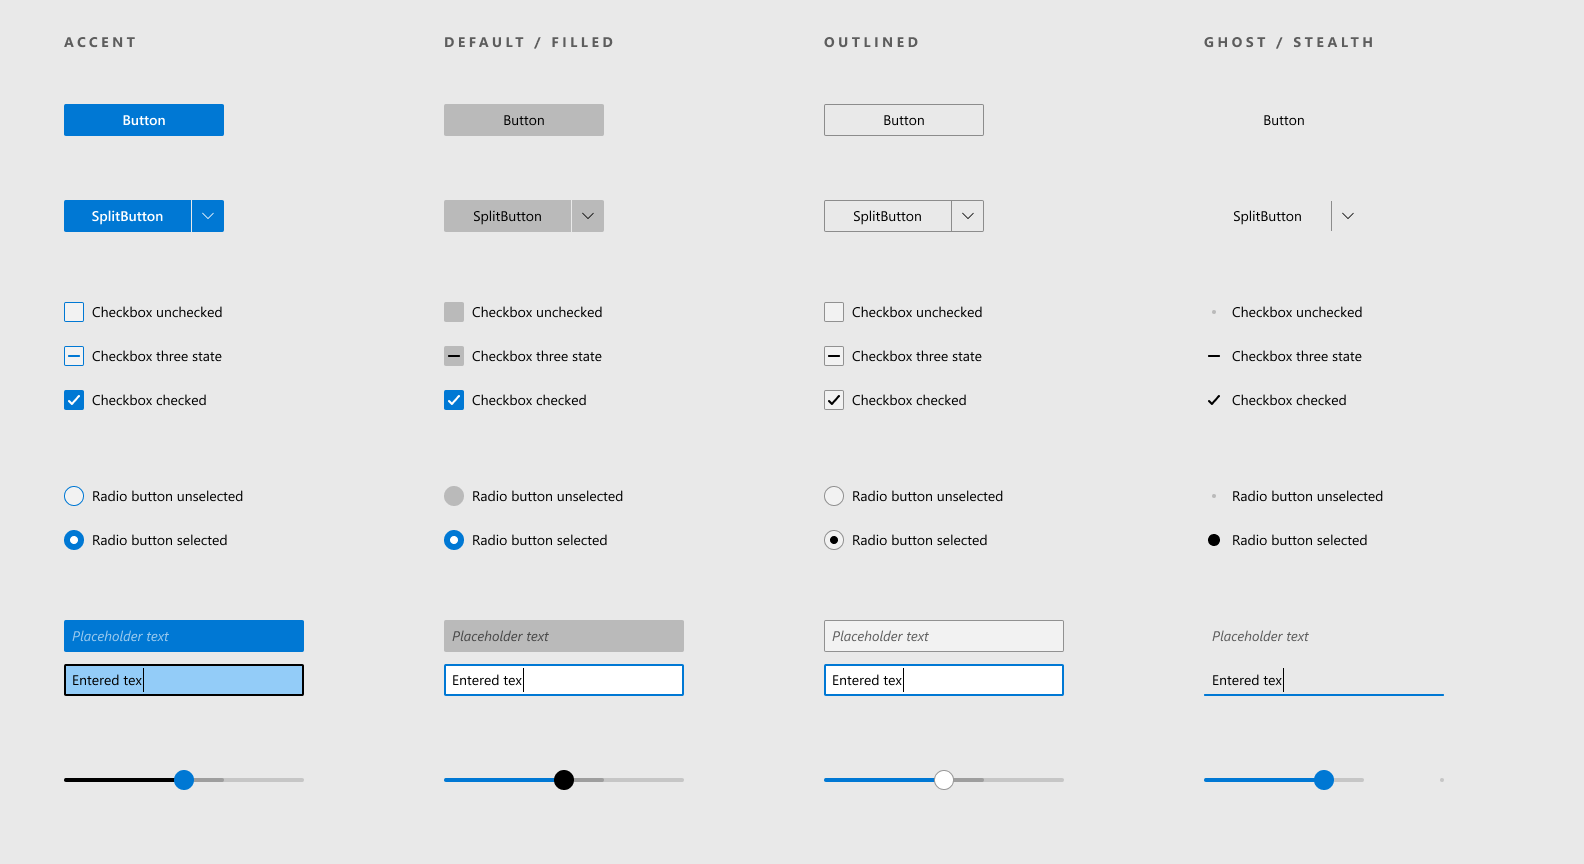 ACCENT
DEFAULT / FILLED
OUTLINED
GHOST / STEALTH
Button
Button
Button
Button
SplitButton
SplitButton
SplitButton
SplitButton
Checkbox unchecked
Checkbox unchecked
Checkbox unchecked
Checkbox unchecked
Checkbox three state
Checkbox three state
Checkbox three state
Checkbox three state
Checkbox checked
Checkbox checked
Checkbox checked
Checkbox checked
Radio button unselected
Radio button unselected
Radio button unselected
Radio button unselected
Radio button selected
Radio button selected
Radio button selected
Radio button selected
Placeholder text
Placeholder text
Placeholder text
Placeholder text
Entered tex
Entered tex
Entered tex
Entered tex